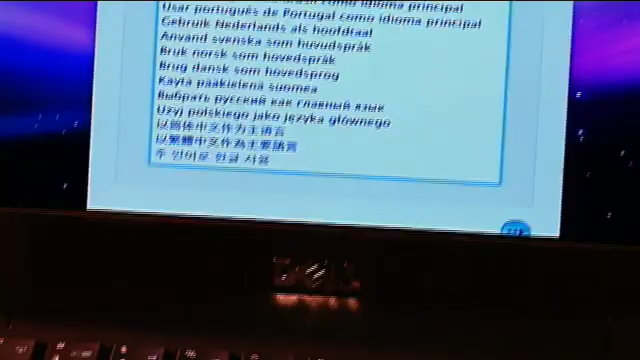 como idioma principal
Usar português de Portugal como idioma principal
Gebruik Nederlands als hoofdtaal
Använd svenska som huvudspråk
Bruk norsk som hovedspråk
Brug dansk som hovedsprog
Käytä pääkielenä suomea
Выбрать русский как главный язык
Użyj polskiego jako języka głównego
以简体中文作为主语言
以繁體中文作為主要語言
주 언어로 한글 사용
DELL